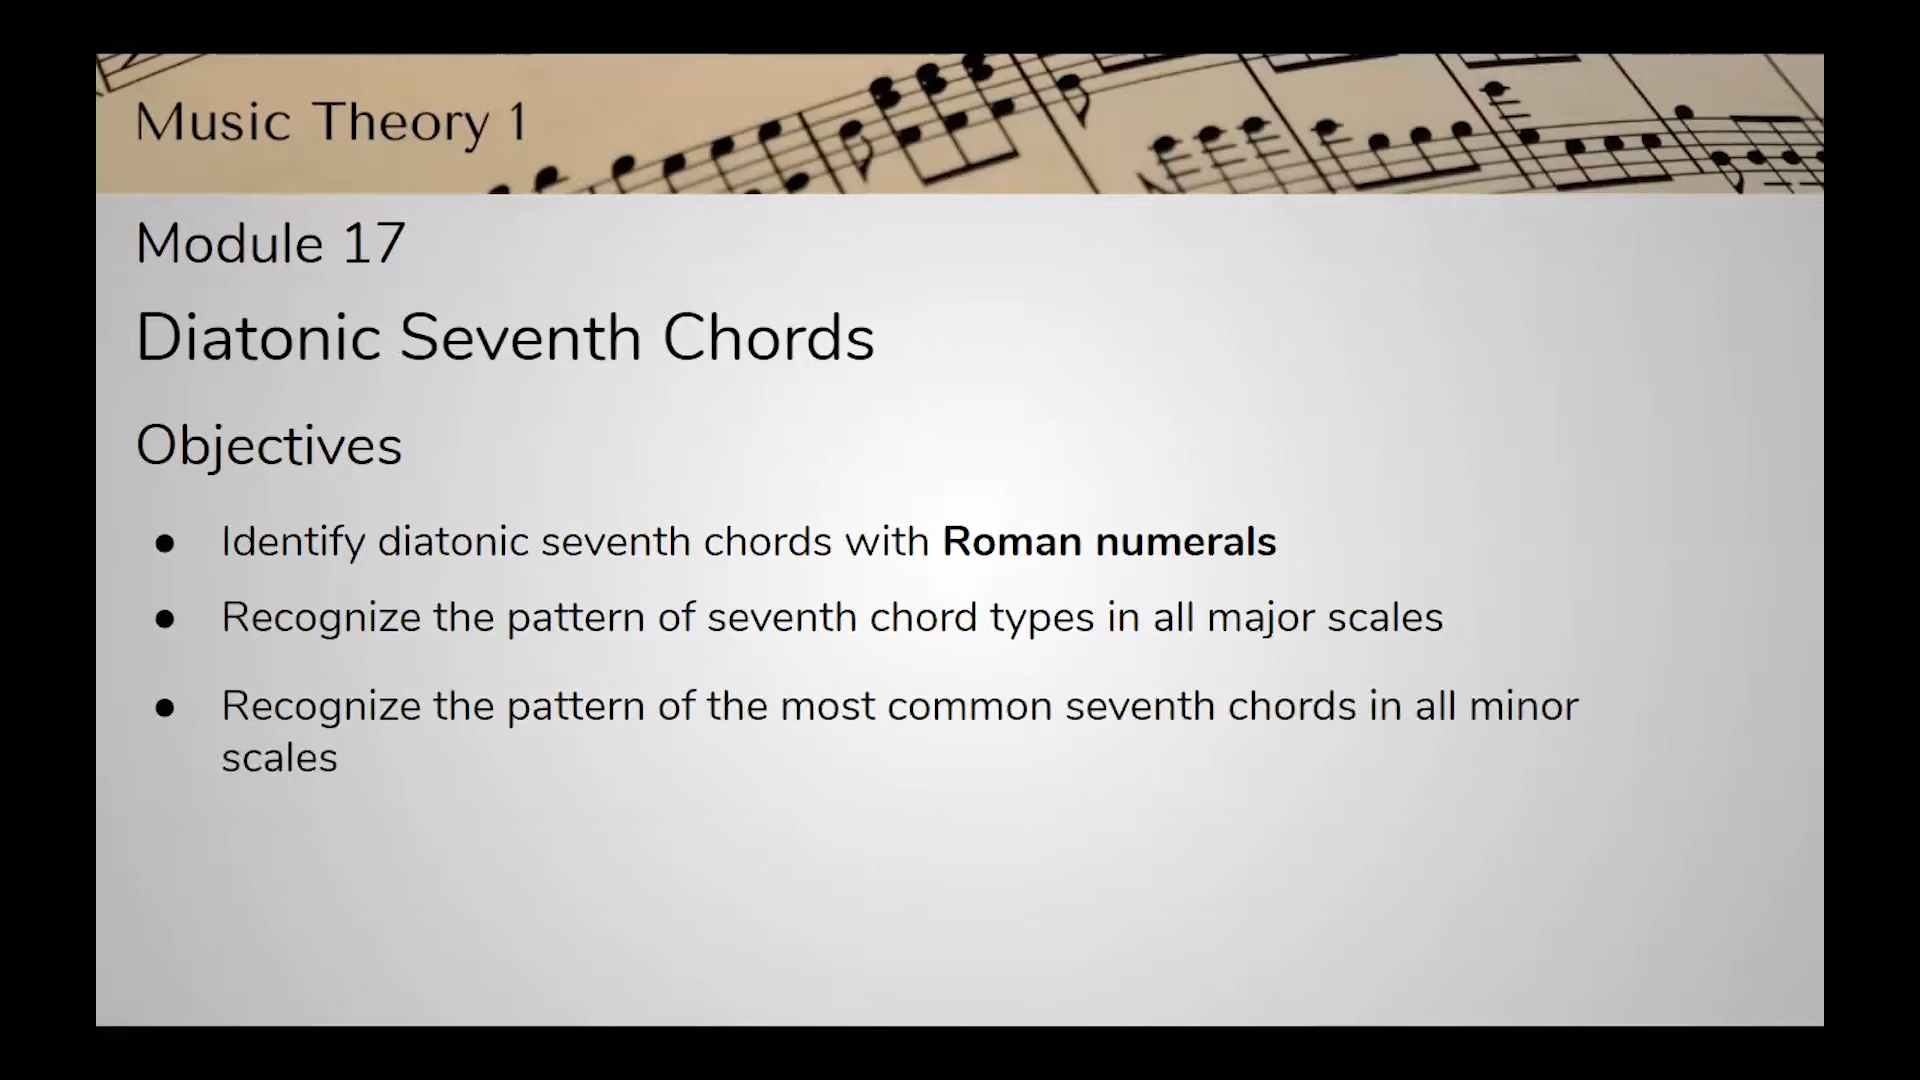 Music Theory 1
Module 17
Diatonic Seventh Chords
Objectives
● Identify diatonic seventh chords with Roman numerals
● Recognize the pattern of seventh chord types in all major scales
● Recognize the pattern of the most common seventh chords in all minor
scales